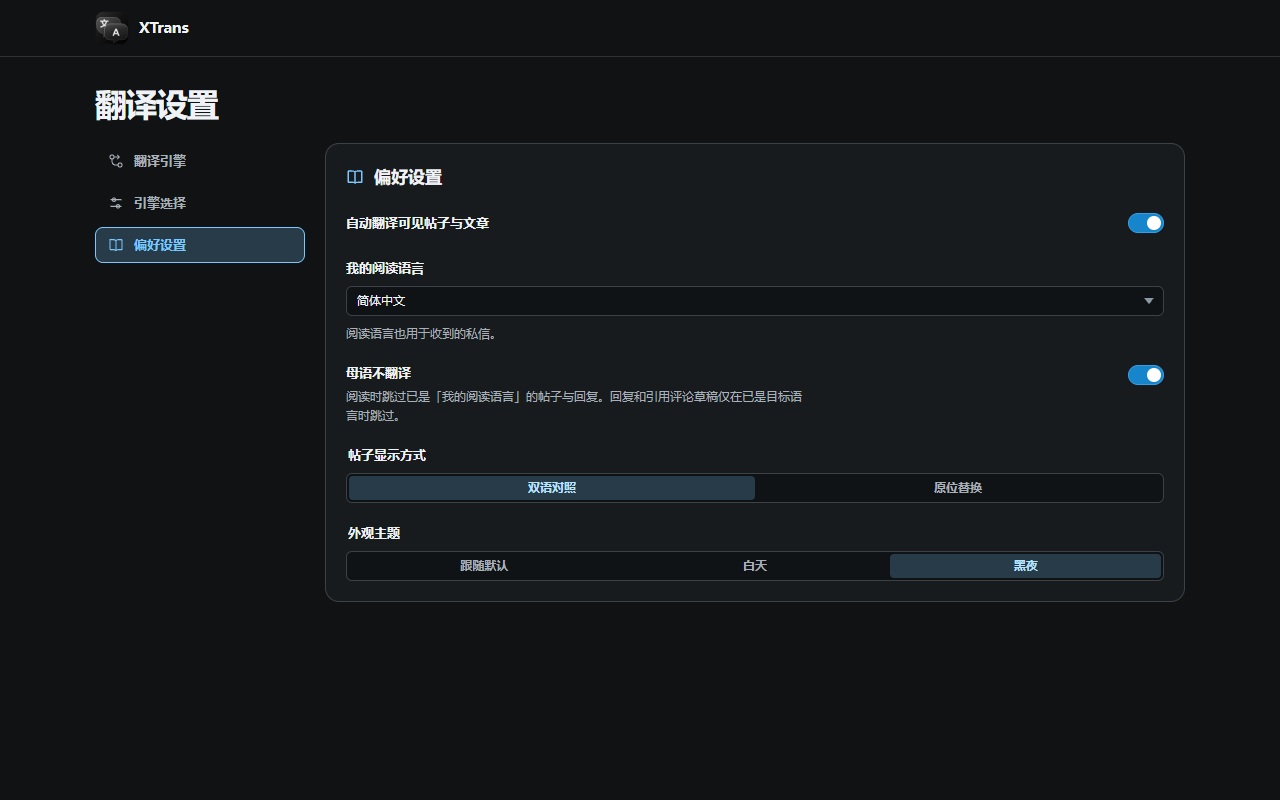 文
A
XTrans
翻译设置
翻译引擎
引擎选择
偏好设置
偏好设置
自动翻译可见帖子与文章
我的阅读语言
简体中文
阅读语言也用于收到的私信。
母语不翻译
阅读时跳过已是「我的阅读语言」的帖子与回复。回复和引用评论草稿仅在已是目标语
言时跳过。
帖子显示方式
双语对照 原位替换
外观主题
跟随默认 白天 黑夜